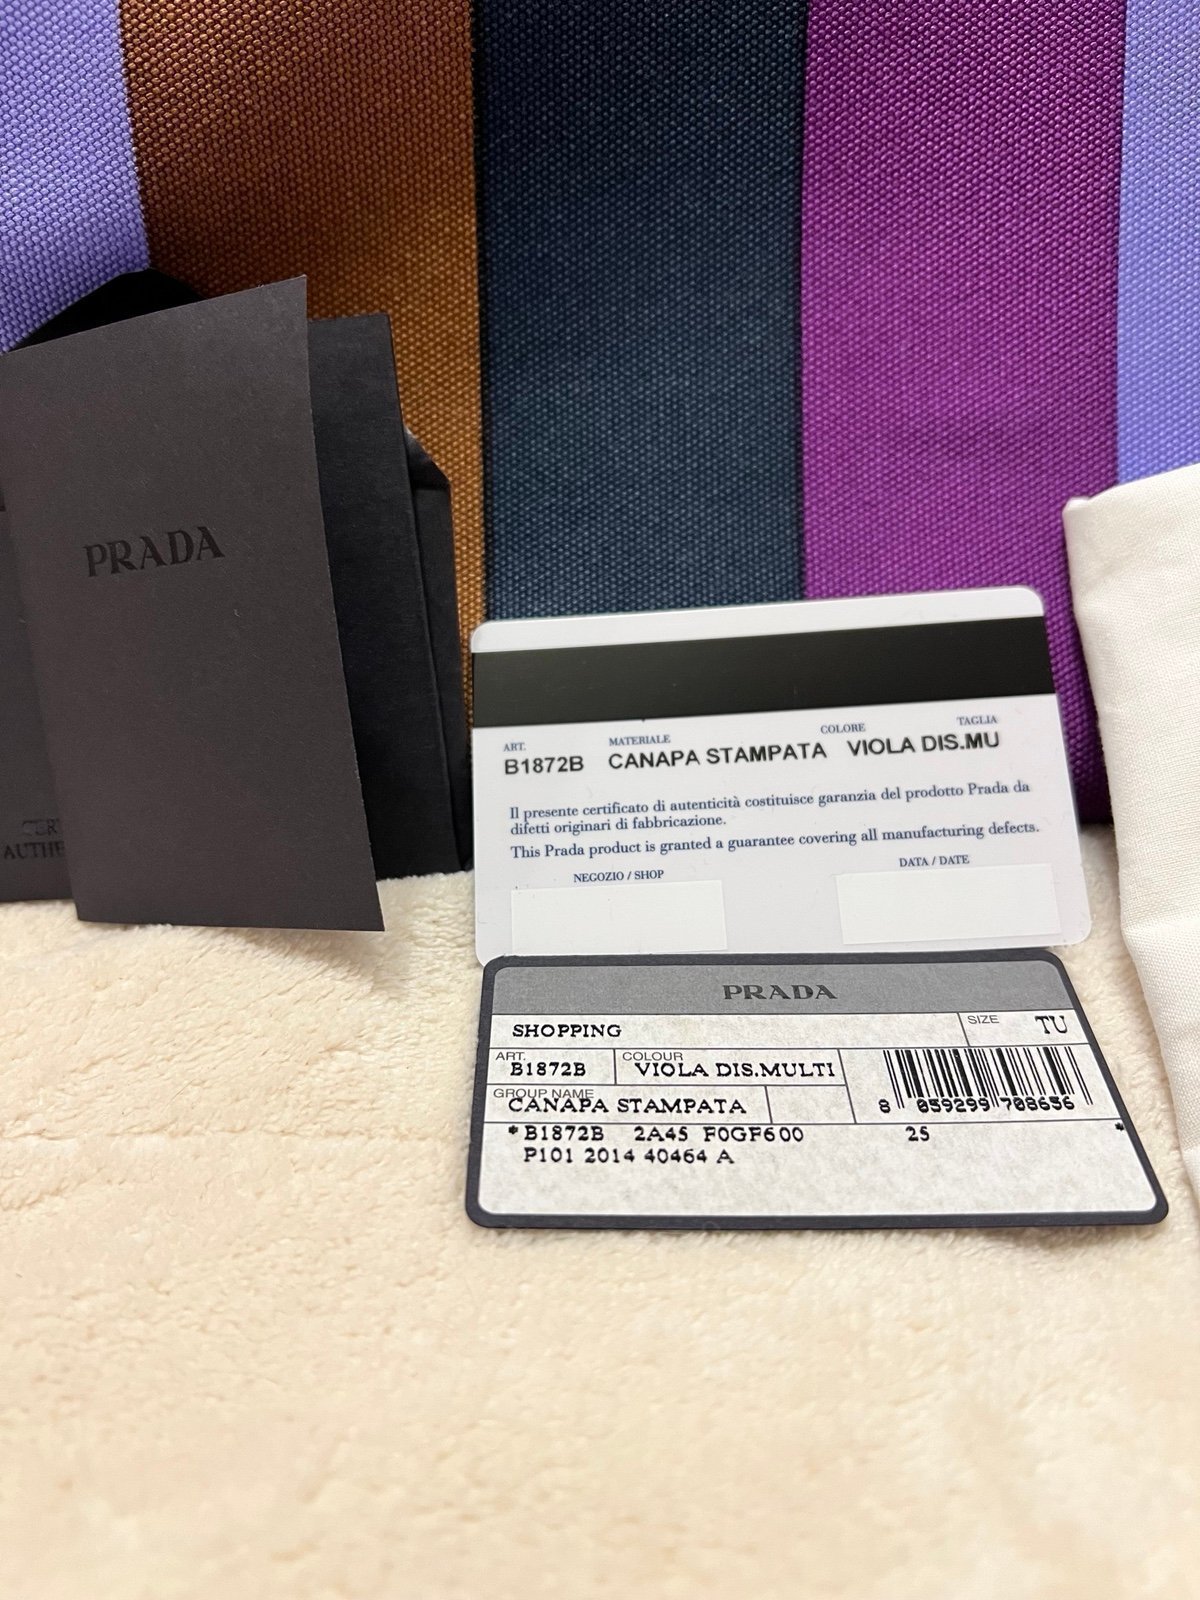 PRADA
AUTHE
ART. MATERIALE COLORE TAGLIA
B1872B CANAPA STAMPATA VIOLA DIS.MU
Il presente certificato di autenticità costituisce garanzia del prodotto Prada da
difetti originari di fabbricazione.
This Prada product is granted a guarantee covering all manufacturing defects.
NEGOZIO / SHOP DATA / DATE
PRADA
SHOPPING SIZE TU
ART. COLOUR
B1872B VIOLA DIS.MULTI
GROUP NAME
CANAPA STAMPATA
8 059299 708656
*B1872B 2A45 F0GF600 25 *
P101 2014 40464 A